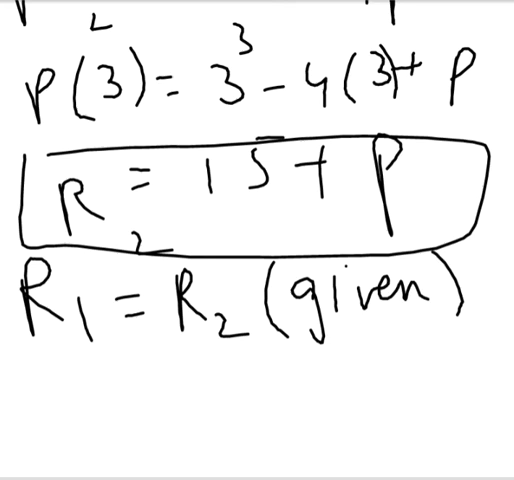 p(3) = 3³ - 4(3) + p
R₂ = 15 + p
R₁ = R₂ (given)